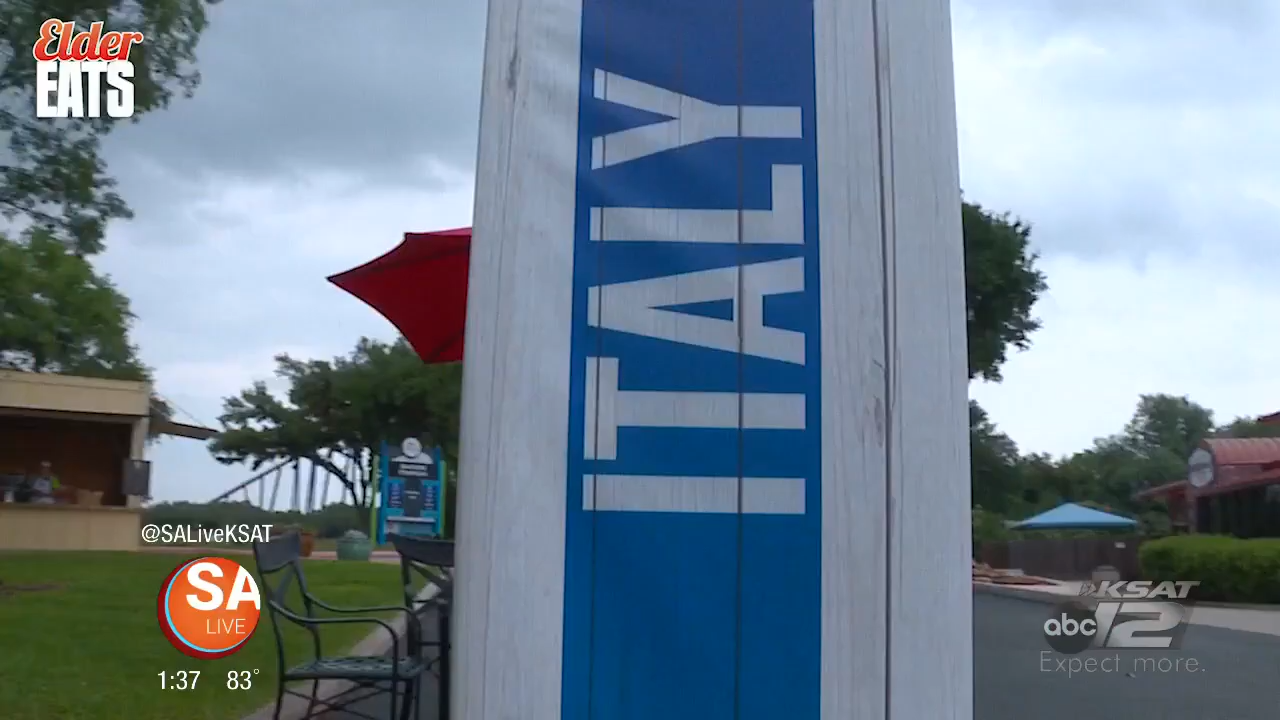 Elder
EATS
ITALY
@SALiveKSAT
SA
LIVE
1:37 83°
KSAT
abc 12
Expect more.